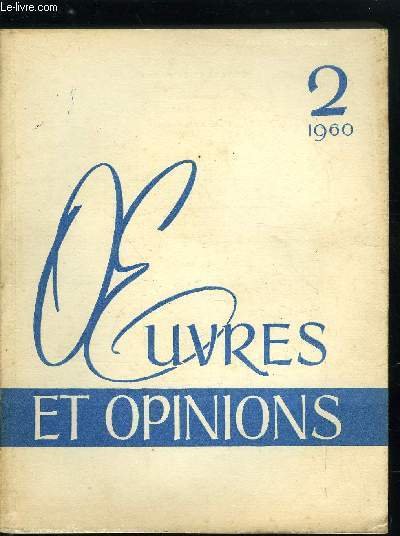 Le-livre.com
2
1960
ŒUVRES
ET OPINIONS